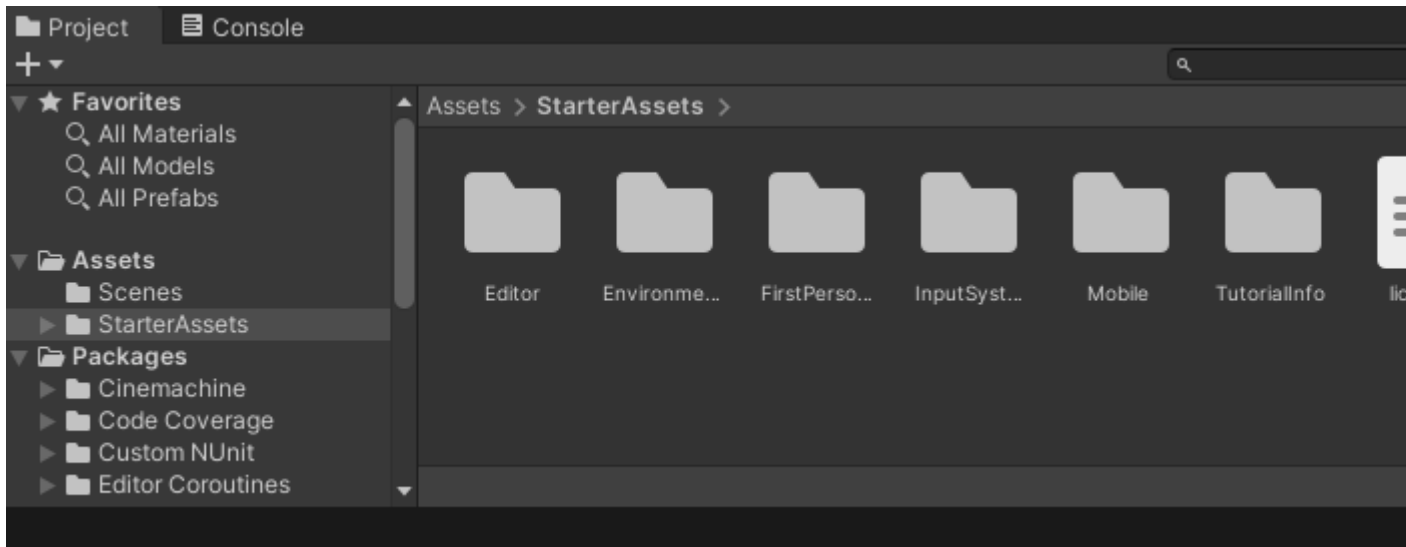 Project Console
Favorites
All Materials
All Models
All Prefabs
Assets
Scenes
StarterAssets
Packages
Cinemachine
Code Coverage
Custom NUnit
Editor Coroutines
Assets > StarterAssets >
Editor Environme... FirstPerso... InputSyst... Mobile TutorialInfo